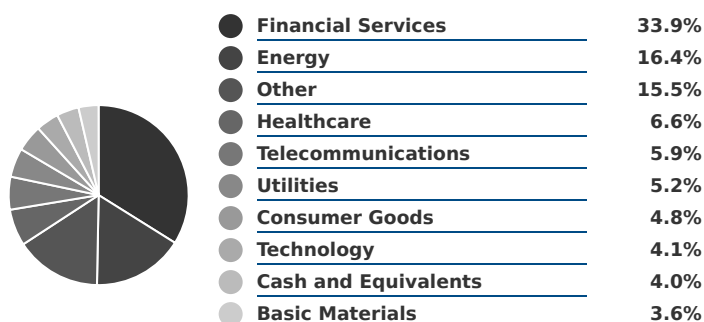 Financial Services 33.9%
Energy 16.4%
Other 15.5%
Healthcare 6.6%
Telecommunications 5.9%
Utilities 5.2%
Consumer Goods 4.8%
Technology 4.1%
Cash and Equivalents 4.0%
Basic Materials 3.6%